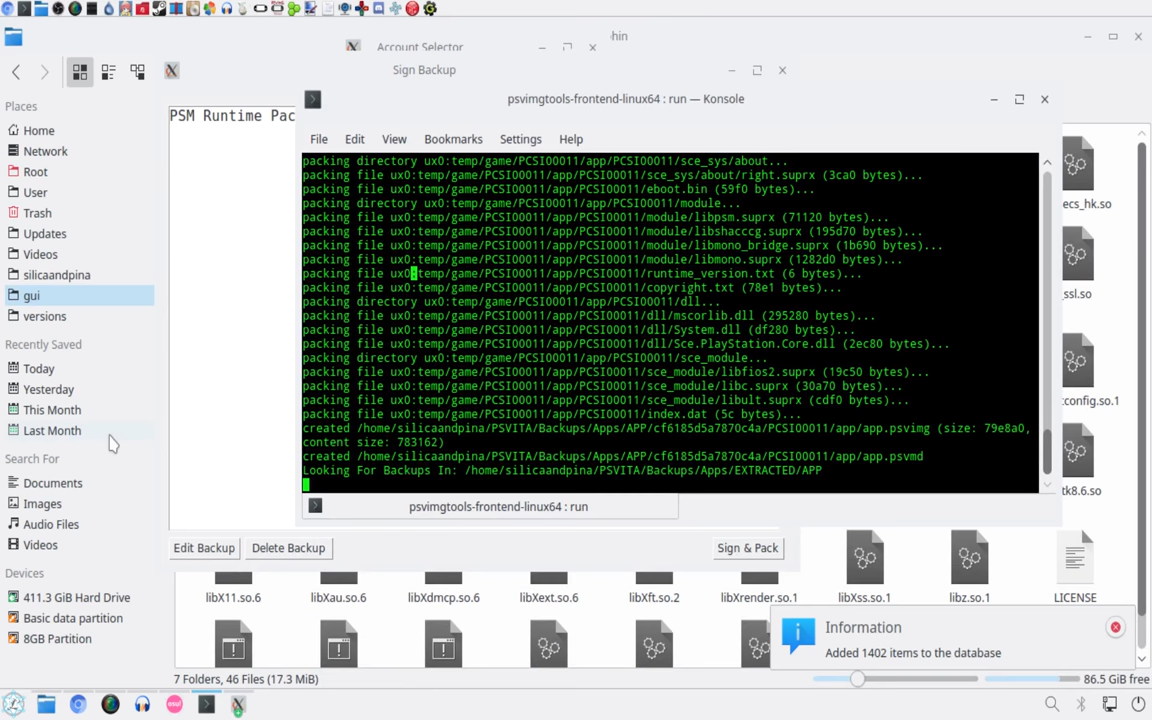 hin
Account Selector
Sign Backup
psvimgtools-frontend-linux64 : run — Konsole
File Edit View Bookmarks Settings Help
Places
Home
Network
Root
User
Trash
Updates
Videos
silicaandpina
gui
versions
Recently Saved
Today
Yesterday
This Month
Last Month
Search For
Documents
Images
Audio Files
Videos
Devices
411.3 GiB Hard Drive
Basic data partition
8GB Partition
PSM Runtime Pac
packing directory ux0:temp/game/PCSI00011/app/PCSI00011/sce_sys/about...
packing file ux0:temp/game/PCSI00011/app/PCSI00011/sce_sys/about/right.suprx (3ca0 bytes)...
packing file ux0:temp/game/PCSI00011/app/PCSI00011/eboot.bin (59f0 bytes)...
packing directory ux0:temp/game/PCSI00011/app/PCSI00011/module...
packing file ux0:temp/game/PCSI00011/app/PCSI00011/module/libpsm.suprx (71120 bytes)...
packing file ux0:temp/game/PCSI00011/app/PCSI00011/module/libshacccg.suprx (195d70 bytes)...
packing file ux0:temp/game/PCSI00011/app/PCSI00011/module/libmono_bridge.suprx (1b690 bytes)...
packing file ux0:temp/game/PCSI00011/app/PCSI00011/module/libmono.suprx (1282d0 bytes)...
packing file ux0:temp/game/PCSI00011/app/PCSI00011/runtime_version.txt (6 bytes)...
packing file ux0:temp/game/PCSI00011/app/PCSI00011/copyright.txt (78e1 bytes)...
packing directory ux0:temp/game/PCSI00011/app/PCSI00011/dll...
packing file ux0:temp/game/PCSI00011/app/PCSI00011/dll/mscorlib.dll (295280 bytes)...
packing file ux0:temp/game/PCSI00011/app/PCSI00011/dll/System.dll (df280 bytes)...
packing file ux0:temp/game/PCSI00011/app/PCSI00011/dll/Sce.PlayStation.Core.dll (2ec80 bytes)...
packing directory ux0:temp/game/PCSI00011/app/PCSI00011/sce_module...
packing file ux0:temp/game/PCSI00011/app/PCSI00011/sce_module/libfios2.suprx (19c50 bytes)...
packing file ux0:temp/game/PCSI00011/app/PCSI00011/sce_module/libc.suprx (30a70 bytes)...
packing file ux0:temp/game/PCSI00011/app/PCSI00011/sce_module/libult.suprx (cdf0 bytes)...
packing file ux0:temp/game/PCSI00011/app/PCSI00011/index.dat (5c bytes)...
created /home/silicaandpina/PSVITA/Backups/Apps/APP/cf6185d5a7870c4a/PCSI00011/app/app.psvimg (size: 79e8a0,
content size: 783162)
created /home/silicaandpina/PSVITA/Backups/Apps/APP/cf6185d5a7870c4a/PCSI00011/app/app.psvmd
Looking For Backups In: /home/silicaandpina/PSVITA/Backups/Apps/EXTRACTED/APP
psvimgtools-frontend-linux64 : run
ecs_hk.so
ssl.so
config.so.1
tk8.6.so
Edit Backup Delete Backup Sign & Pack
libX11.so.6 libXau.so.6 libXdmcp.so.6 libXext.so.6 libXft.so.2 libXrender.so.1 libXss.so.1 libz.so.1 LICENSE
Information
Added 1402 items to the database
7 Folders, 46 Files (17.3 MiB)
86.5 GiB free
osu!